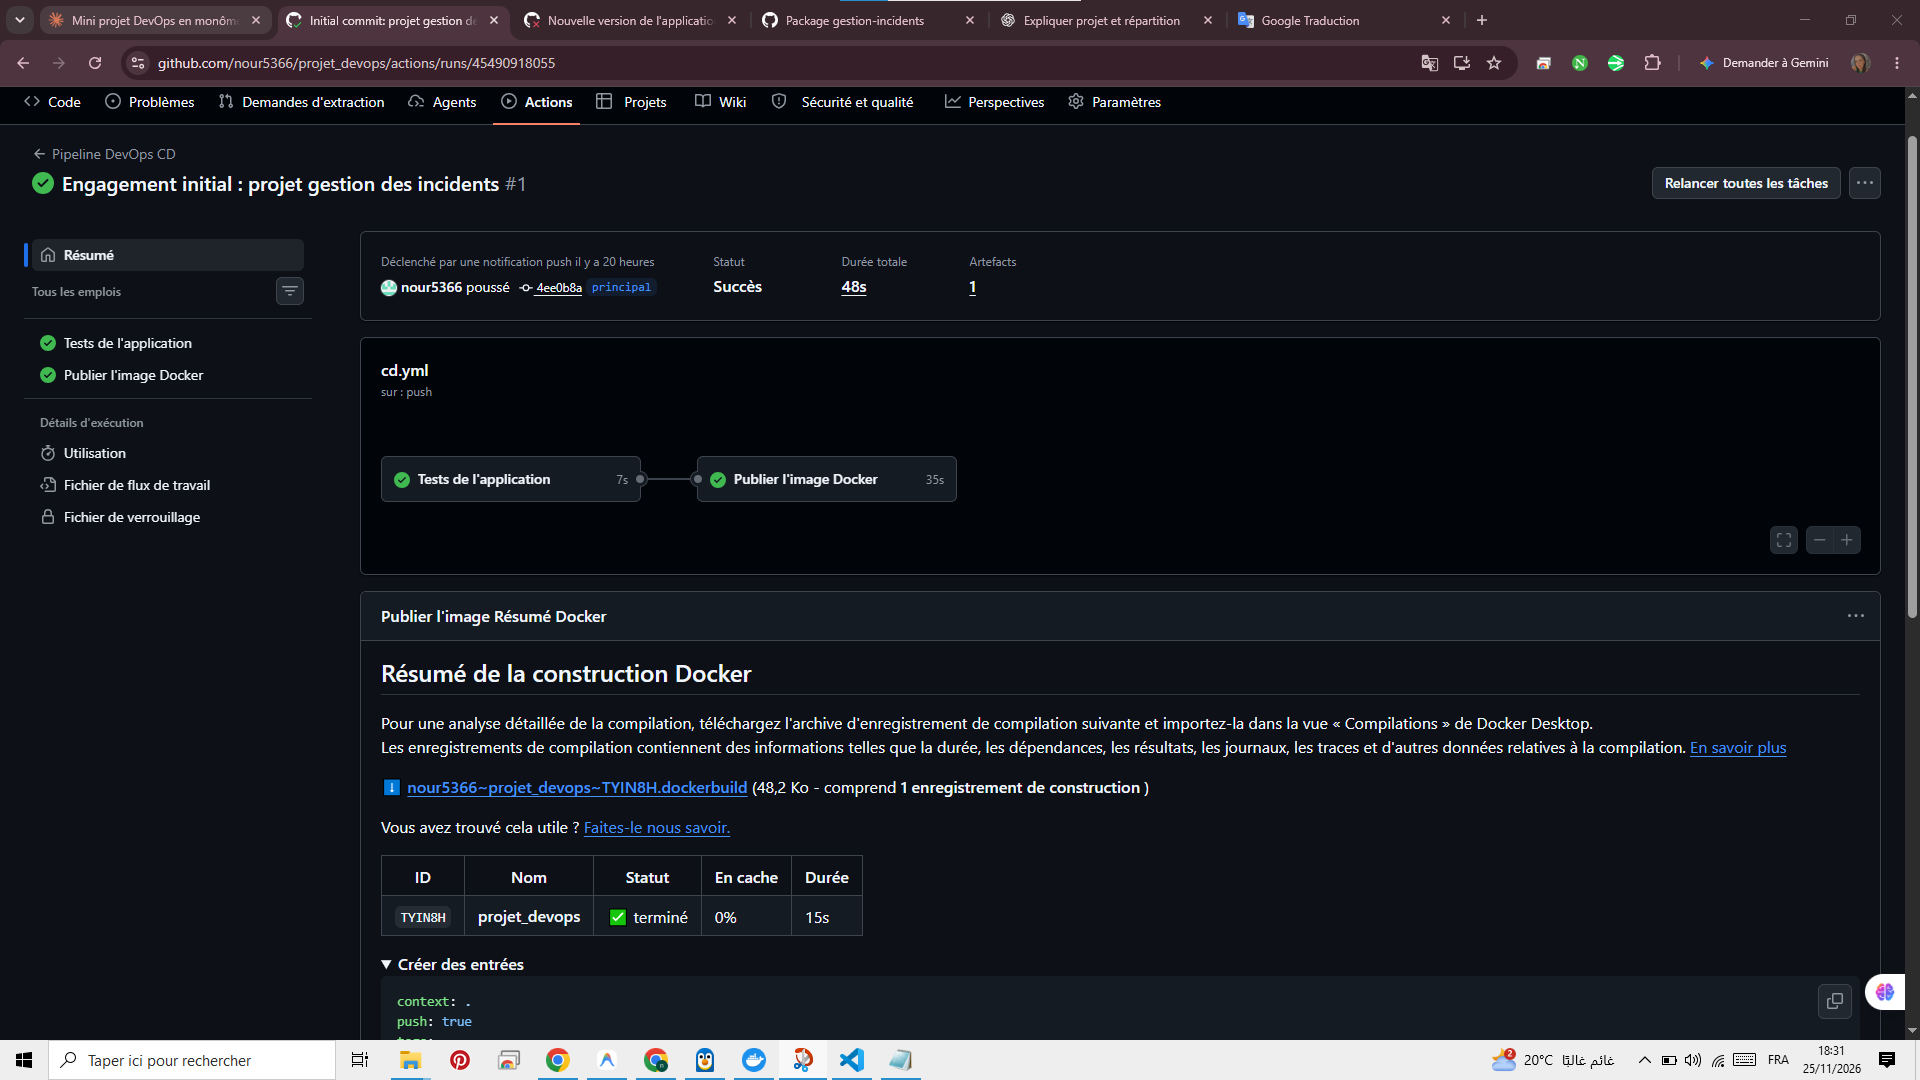 Mini projet DevOps en monôm
Initial commit: projet gestion de
Nouvelle version de l'applicatio
Package gestion-incidents
Expliquer projet et répartition
Google Traduction
github.com/nour5366/projet_devops/actions/runs/45490918055
Demander à Gemini
Code
Problèmes
Demandes d'extraction
Agents
Actions
Projets
Wiki
Sécurité et qualité
Perspectives
Paramètres
Pipeline DevOps CD
Engagement initial : projet gestion des incidents #1
Relancer toutes les tâches
Résumé
Tous les emplois
Tests de l'application
Publier l'image Docker
Détails d'exécution
Utilisation
Fichier de flux de travail
Fichier de verrouillage
Déclenché par une notification push il y a 20 heures
nour5366 poussé 4ee0b8a principal
Statut
Succès
Durée totale
48s
Artefacts
1
cd.yml
sur : push
Tests de l'application 7s
Publier l'image Docker 35s
Publier l'image Résumé Docker
Résumé de la construction Docker
Pour une analyse détaillée de la compilation, téléchargez l'archive d'enregistrement de compilation suivante et importez-la dans la vue « Compilations » de Docker Desktop.
Les enregistrements de compilation contiennent des informations telles que la durée, les dépendances, les résultats, les journaux, les traces et d'autres données relatives à la compilation. En savoir plus
nour5366~projet_devops~TYIN8H.dockerbuild (48,2 Ko - comprend 1 enregistrement de construction )
Vous avez trouvé cela utile ? Faites-le nous savoir.
ID Nom Statut En cache Durée
TYIN8H projet_devops terminé 0% 15s
Créer des entrées
context: .
push: true
Taper ici pour rechercher
2
20°C غائم غالبًا
FRA
18:31
25/11/2026